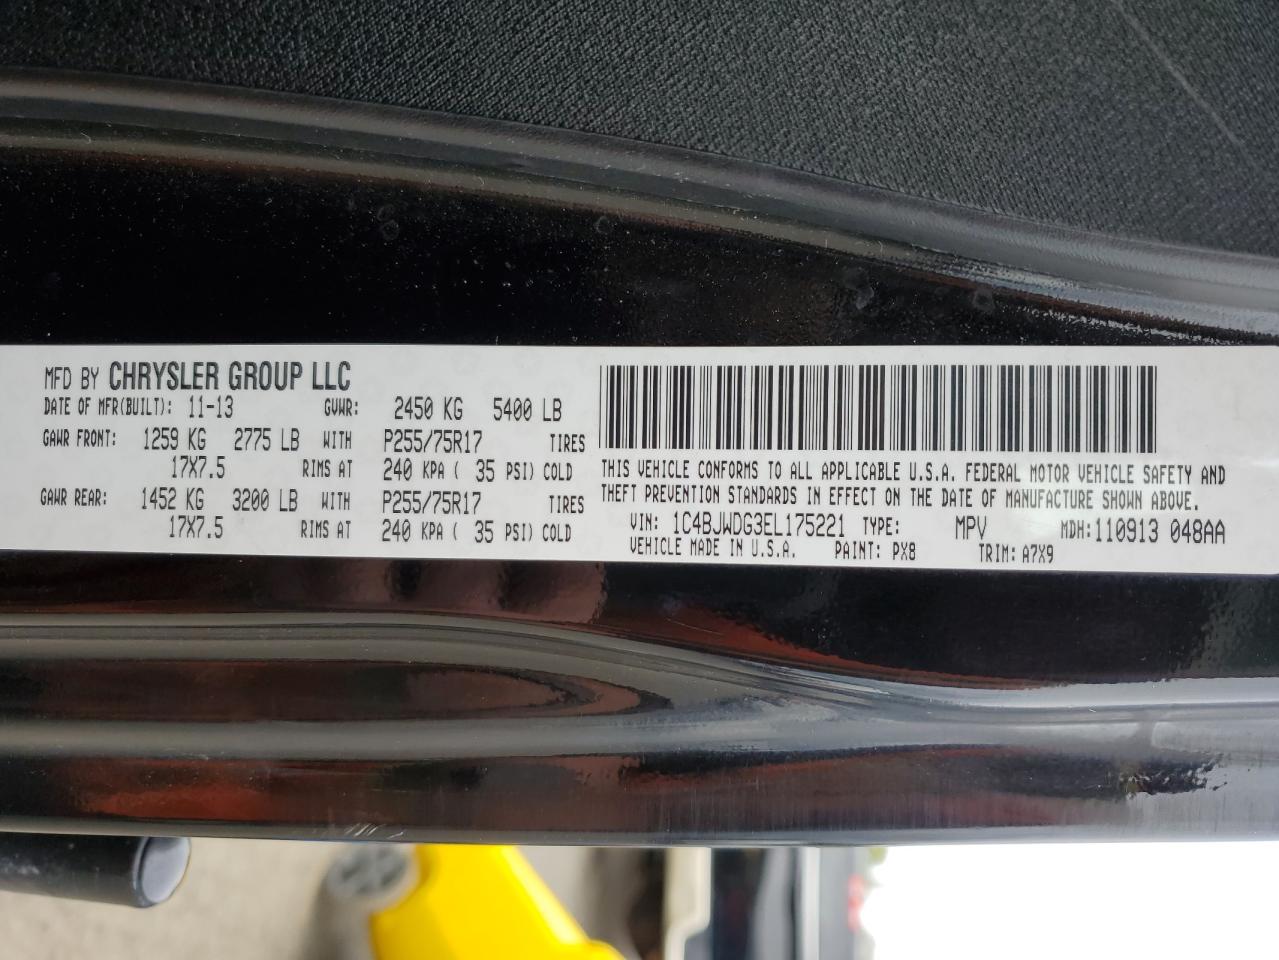 MFD BY CHRYSLER GROUP LLC
DATE OF MFR(BUILT): 11-13 GVWR: 2450 KG 5400 LB
GAWR FRONT: 1259 KG 2775 LB WITH P255/75R17 TIRES
17X7.5 RIMS AT 240 KPA ( 35 PSI) COLD
GAWR REAR: 1452 KG 3200 LB WITH P255/75R17 TIRES
17X7.5 RIMS AT 240 KPA ( 35 PSI) COLD
THIS VEHICLE CONFORMS TO ALL APPLICABLE U.S.A. FEDERAL MOTOR VEHICLE SAFETY AND
THEFT PREVENTION STANDARDS IN EFFECT ON THE DATE OF MANUFACTURE SHOWN ABOVE.
VIN: 1C4BJWDG3EL175221 TYPE: MPV MDH: 110913 048AA
VEHICLE MADE IN U.S.A. PAINT: PX8 TRIM: A7X9